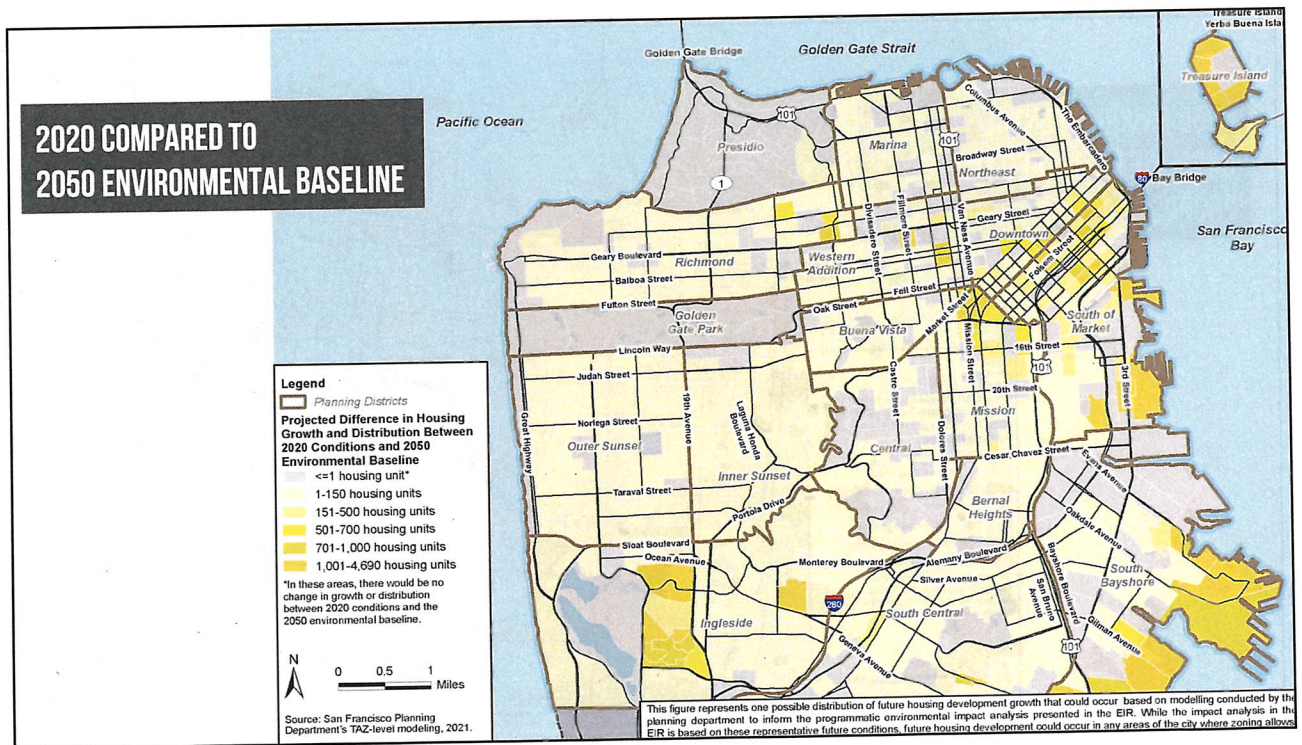 2020 COMPARED TO
2050 ENVIRONMENTAL BASELINE
Golden Gate Bridge
Golden Gate Strait
Pacific Ocean
Treasure Island
Yerba Buena Isla
Treasure Island
101
Columbus Avenue
The Embarcadero
Presidio
Marina
101
Broadway Street
Northeast
1
80
Bay Bridge
San Francisco
Bay
Divisadero Street
Fillmore Street
Van Ness Avenue
Geary Street
Downtown
Folsom Street
Geary Boulevard
Richmond
Western
Addition
Balboa Street
Fulton Street
Fell Street
Oak Street
Market Street
Golden
Gate Park
Buena Vista
South of
Market
Mission Street
16th Street
Lincoln Way
101
3rd Street
Judah Street
Castro Street
20th Street
19th Avenue
Laguna Honda
Boulevard
Mission
Great Highway
Noriega Street
Outer Sunset
Dolores Street
Central
Cesar Chavez Street
Evans Avenue
Inner Sunset
Taraval Street
Portola Drive
Bernal
Heights
Oakdale Avenue
Sloat Boulevard
Ocean Avenue
Monterey Boulevard
Alemany Boulevard
Silver Avenue
San Bruno
Avenue
Bayshore Boulevard
South
Bayshore
280
South Central
Ingleside
Geneva Avenue
Gilman Avenue
101
Legend
Planning Districts
Projected Difference in Housing
Growth and Distribution Between
2020 Conditions and 2050
Environmental Baseline
<=1 housing unit*
1-150 housing units
151-500 housing units
501-700 housing units
701-1,000 housing units
1,001-4,690 housing units
*In these areas, there would be no
change in growth or distribution
between 2020 conditions and the
2050 environmental baseline.
N
0 0.5 1
Miles
Source: San Francisco Planning
Department's TAZ-level modeling, 2021.
This figure represents one possible distribution of future housing development growth that could occur based on modelling conducted by the
planning department to inform the programmatic environmental impact analysis presented in the EIR. While the impact analysis in the
EIR is based on these representative future conditions, future housing development could occur in any areas of the city where zoning allows